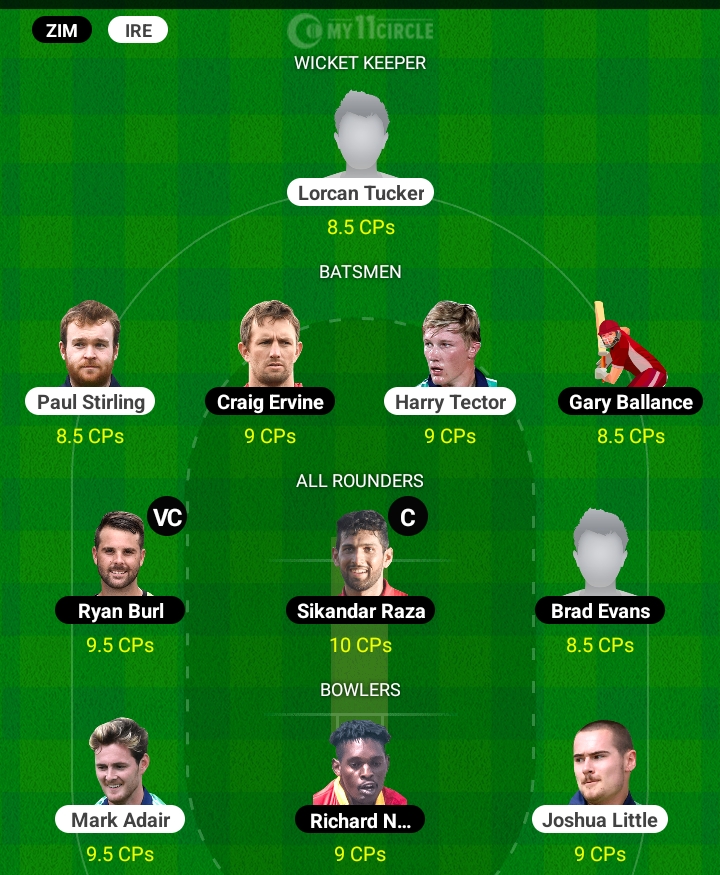 ZIM IRE MY11CIRCLE
WICKET KEEPER
Lorcan Tucker
8.5 CPs
BATSMEN
Paul Stirling Craig Ervine Harry Tector Gary Ballance
8.5 CPs 9 CPs 9 CPs 8.5 CPs
ALL ROUNDERS
VC C
Ryan Burl Sikandar Raza Brad Evans
9.5 CPs 10 CPs 8.5 CPs
BOWLERS
Mark Adair Richard N... Joshua Little
9.5 CPs 9 CPs 9 CPs